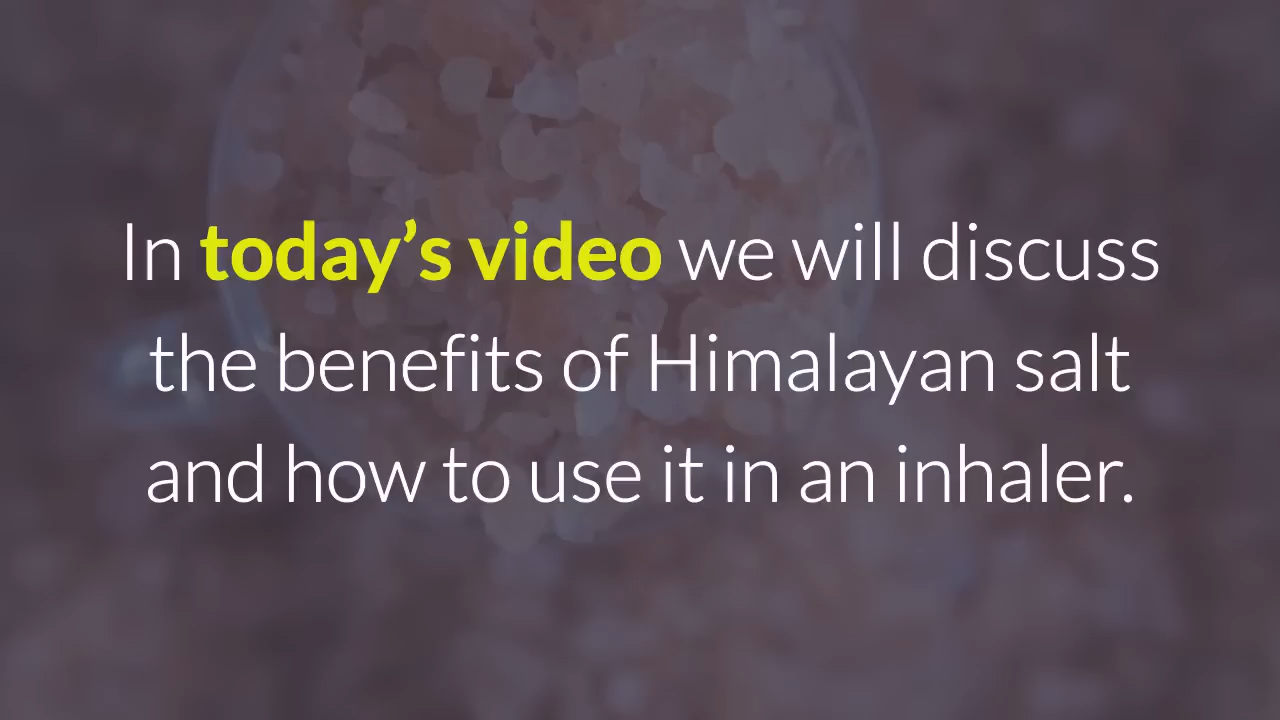 In today’s video we will discuss
the benefits of Himalayan salt
and how to use it in an inhaler.